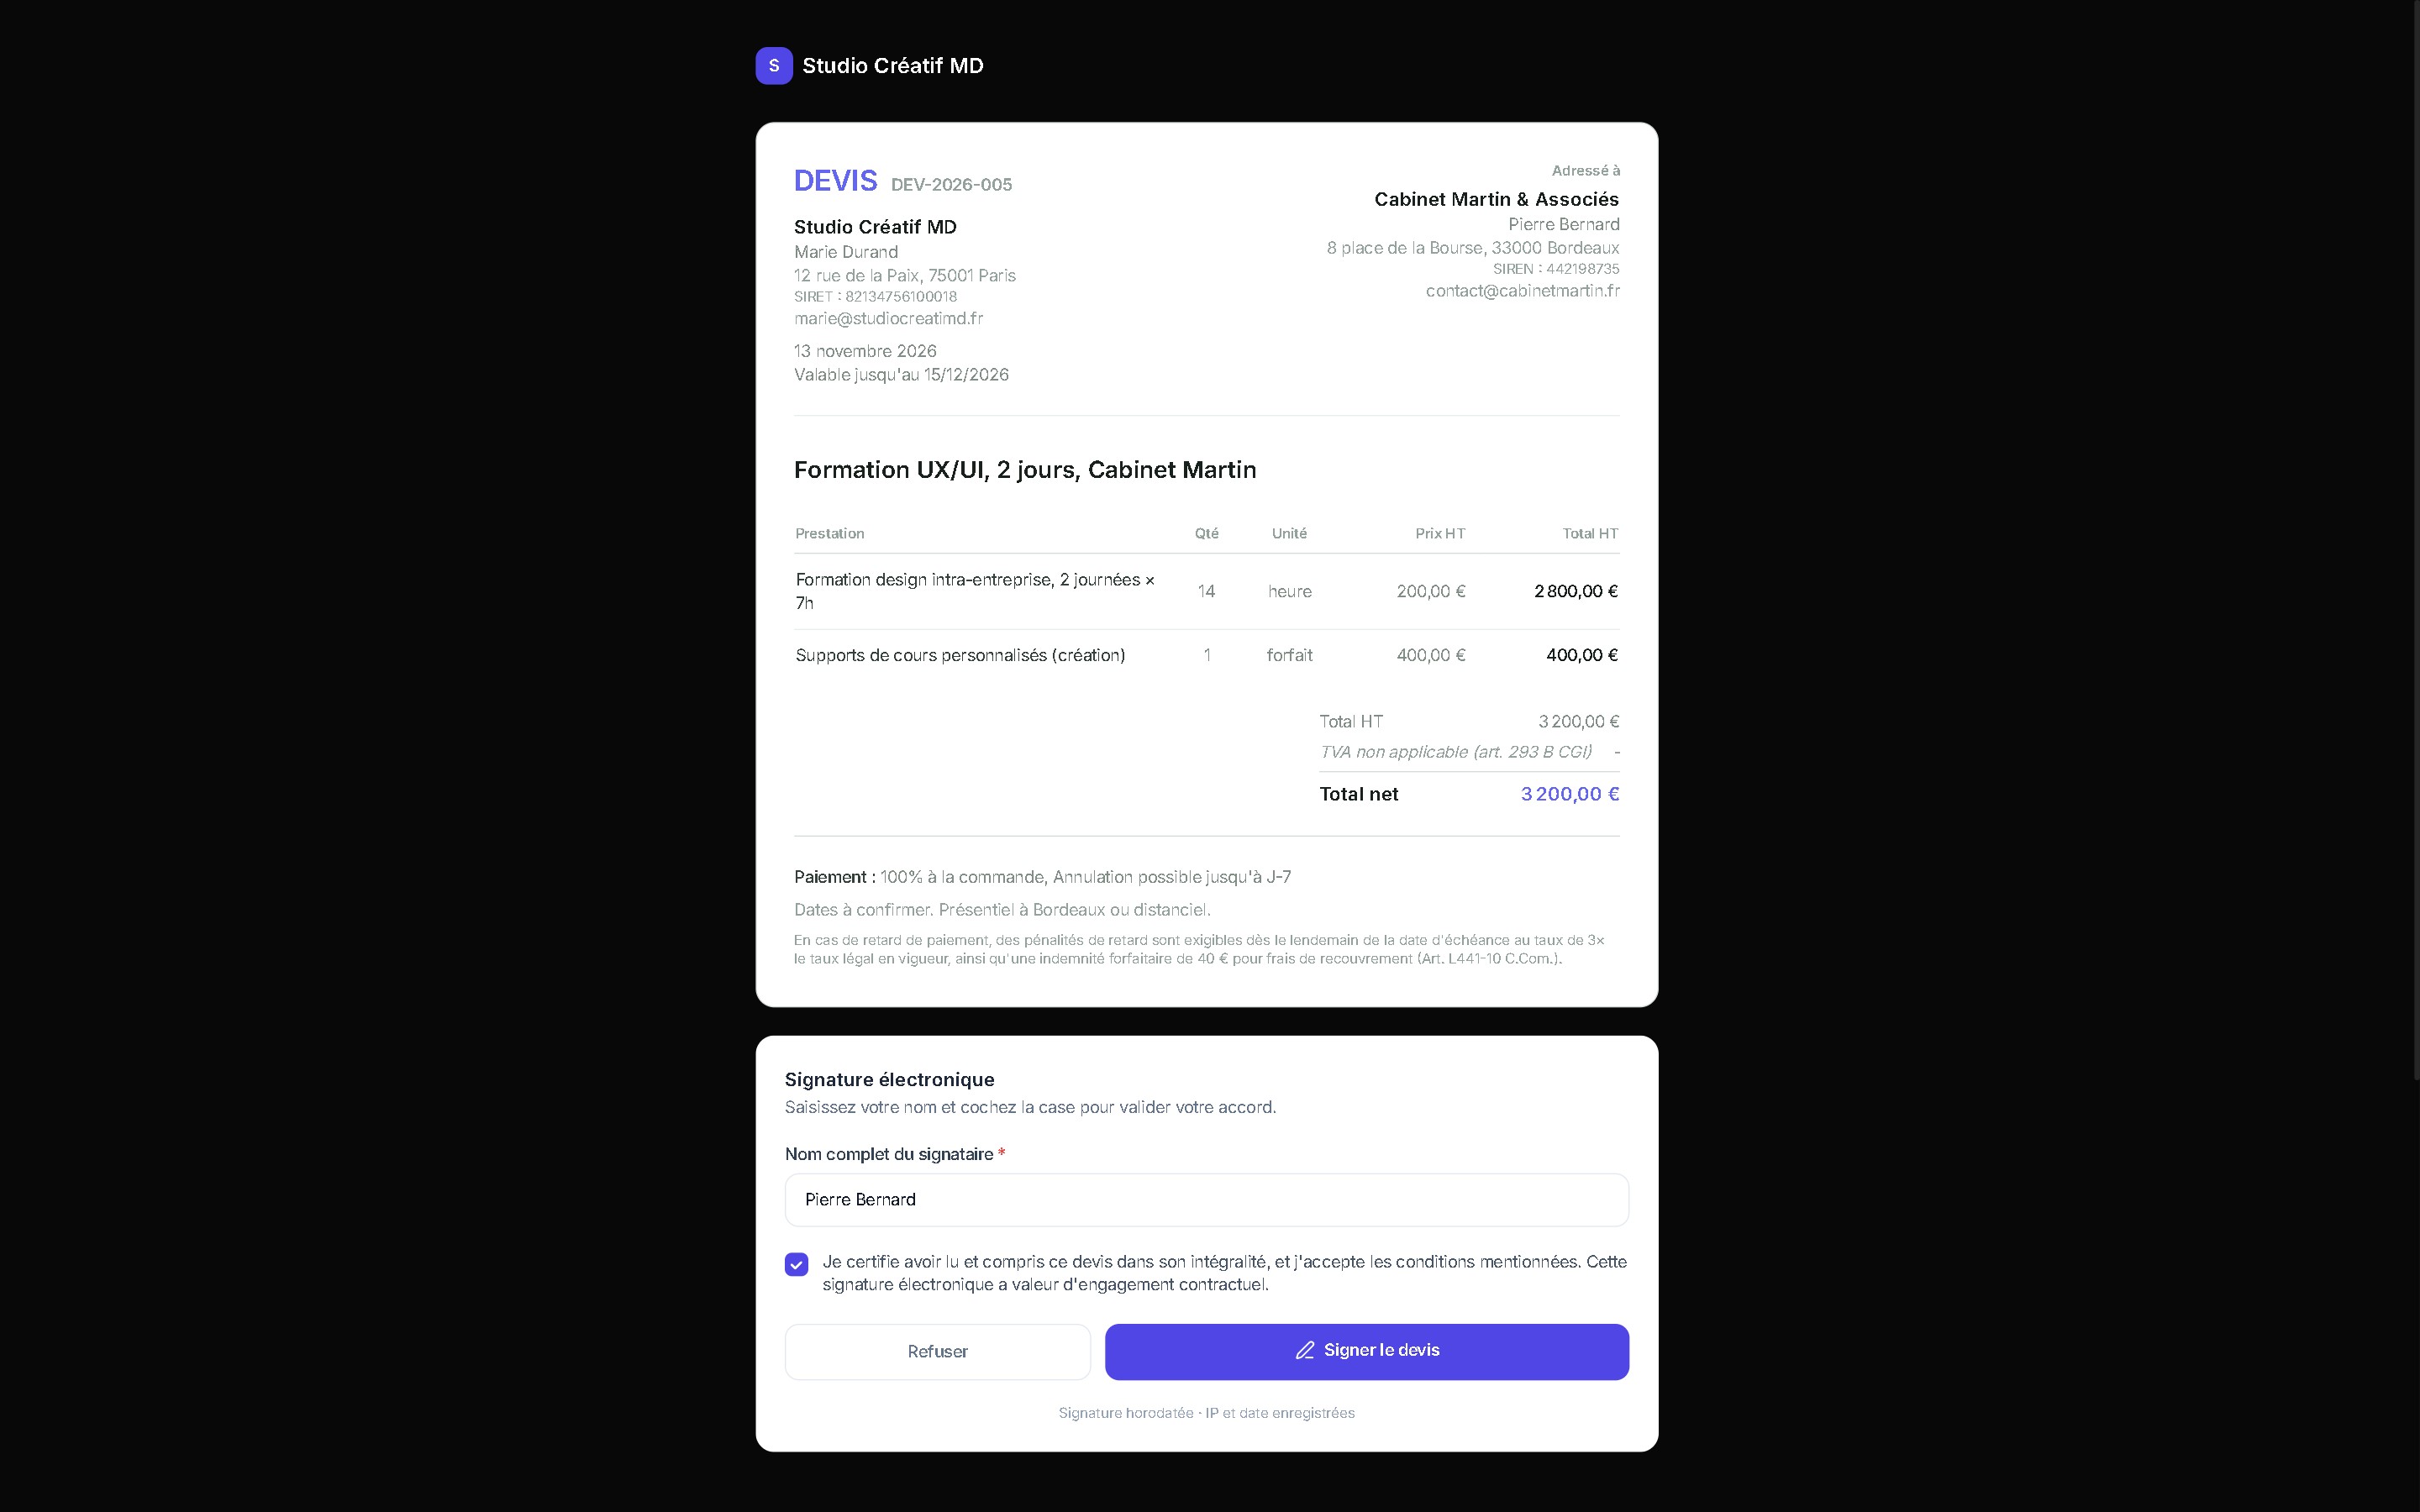 S Studio Créatif MD
DEVIS DEV-2026-005
Studio Créatif MD
Marie Durand
12 rue de la Paix, 75001 Paris
SIRET : 82134756100018
marie@studiocreatimd.fr
13 novembre 2026
Valable jusqu'au 15/12/2026
Adressé à
Cabinet Martin & Associés
Pierre Bernard
8 place de la Bourse, 33000 Bordeaux
SIREN : 442198735
contact@cabinetmartin.fr
Formation UX/UI, 2 jours, Cabinet Martin
Prestation Qté Unité Prix HT Total HT
Formation design intra-entreprise, 2 journées ×
7h
14 heure 200,00 € 2 800,00 €
Supports de cours personnalisés (création) 1 forfait 400,00 € 400,00 €
Total HT 3 200,00 €
TVA non applicable (art. 293 B CGI) -
Total net 3 200,00 €
Paiement : 100% à la commande, Annulation possible jusqu'à J-7
Dates à confirmer. Présentiel à Bordeaux ou distanciel.
En cas de retard de paiement, des pénalités de retard sont exigibles dès le lendemain de la date d'échéance au taux de 3×
le taux légal en vigueur, ainsi qu'une indemnité forfaitaire de 40 € pour frais de recouvrement (Art. L441-10 C.Com.).
Signature électronique
Saisissez votre nom et cochez la case pour valider votre accord.
Nom complet du signataire *
Pierre Bernard
Je certifie avoir lu et compris ce devis dans son intégralité, et j'accepte les conditions mentionnées. Cette
signature électronique a valeur d'engagement contractuel.
Refuser
Signer le devis
Signature horodatée · IP et date enregistrées